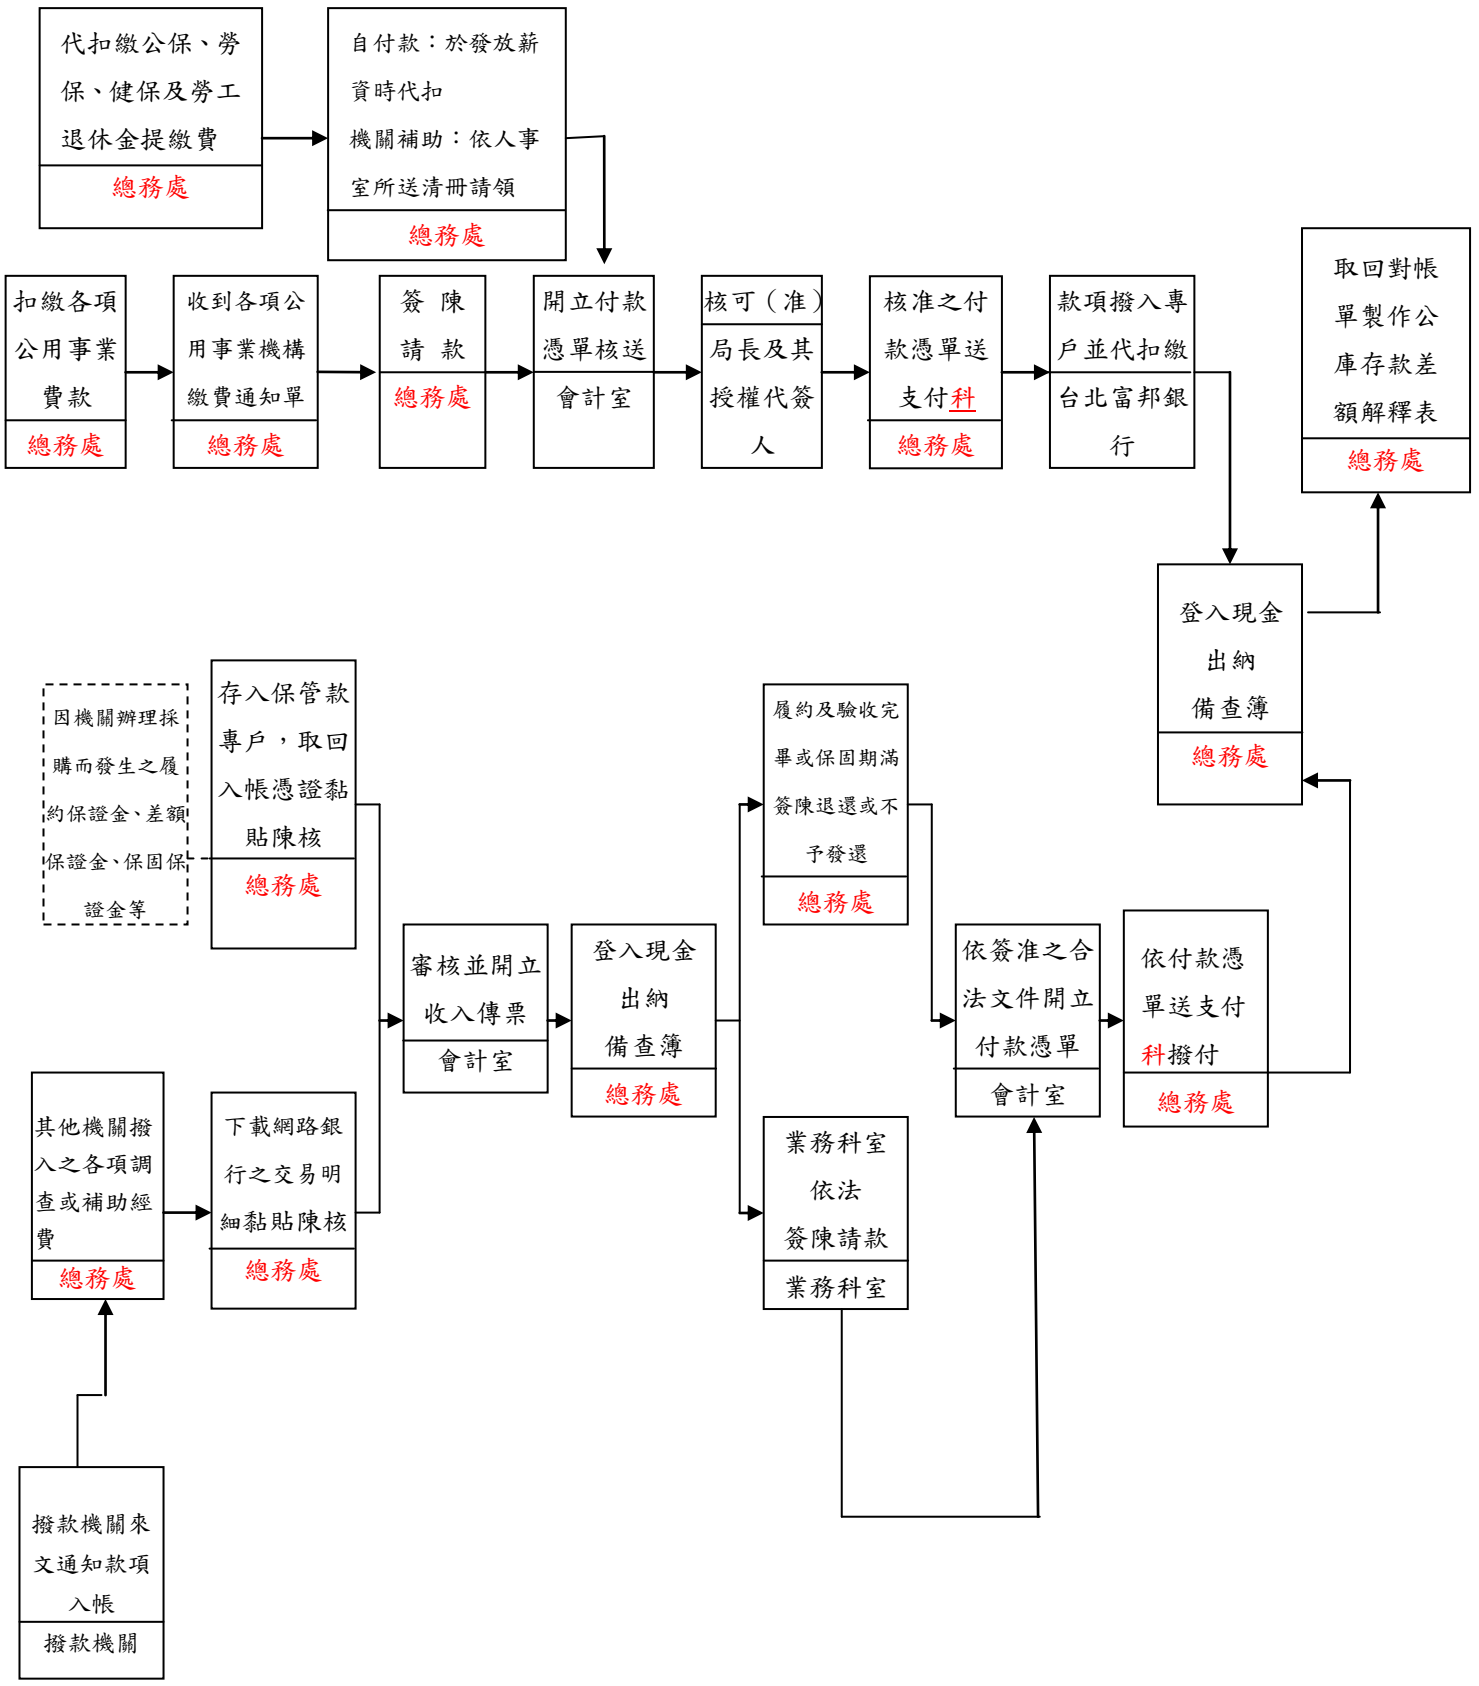 代扣繳公保、勞
保、健保及勞工
退休金提繳費
總務處
自付款：於發放薪
資時代扣
機關補助：依人事
室所送清冊請領
總務處
扣繳各項
公用事業
費款
總務處
收到各項公
用事業機構
繳費通知單
總務處
簽 陳
請 款
總務處
開立付款
憑單核送
會計室
核可（准）
局長及其
授權代簽
人
核准之付
款憑單送
支付科
總務處
款項撥入專
戶並代扣繳
台北富邦銀
行
取回對帳
單製作公
庫存款差
額解釋表
總務處
登入現金
出納
備查簿
總務處
因機關辦理採
購而發生之履
約保證金、差額
保證金、保固保
證金等
存入保管款
專戶，取回
入帳憑證黏
貼陳核
總務處
履約及驗收完
畢或保固期滿
簽陳退還或不
予發還
總務處
審核並開立
收入傳票
會計室
登入現金
出納
備查簿
總務處
依簽准之合
法文件開立
付款憑單
會計室
依付款憑
單送支付
科撥付
總務處
其他機關撥
入之各項調
查或補助經
費
總務處
下載網路銀
行之交易明
細黏貼陳核
總務處
業務科室
依法
簽陳請款
業務科室
撥款機關來
文通知款項
入帳
撥款機關